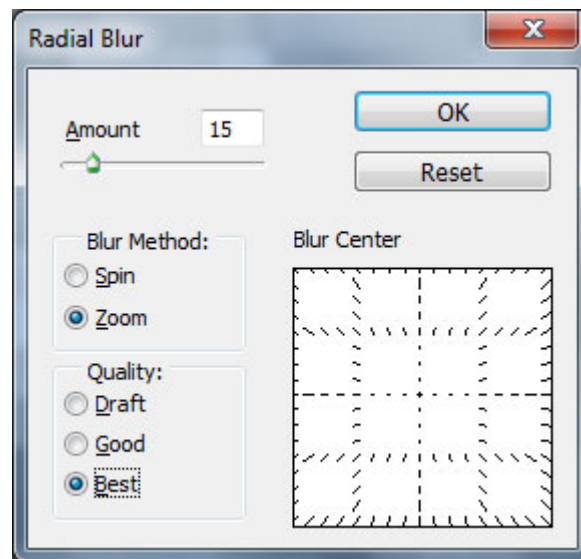 Radial Blur
x
Amount 15
OK
Reset
Blur Method:
Spin
Zoom
Blur Center
Quality:
Draft
Good
Best